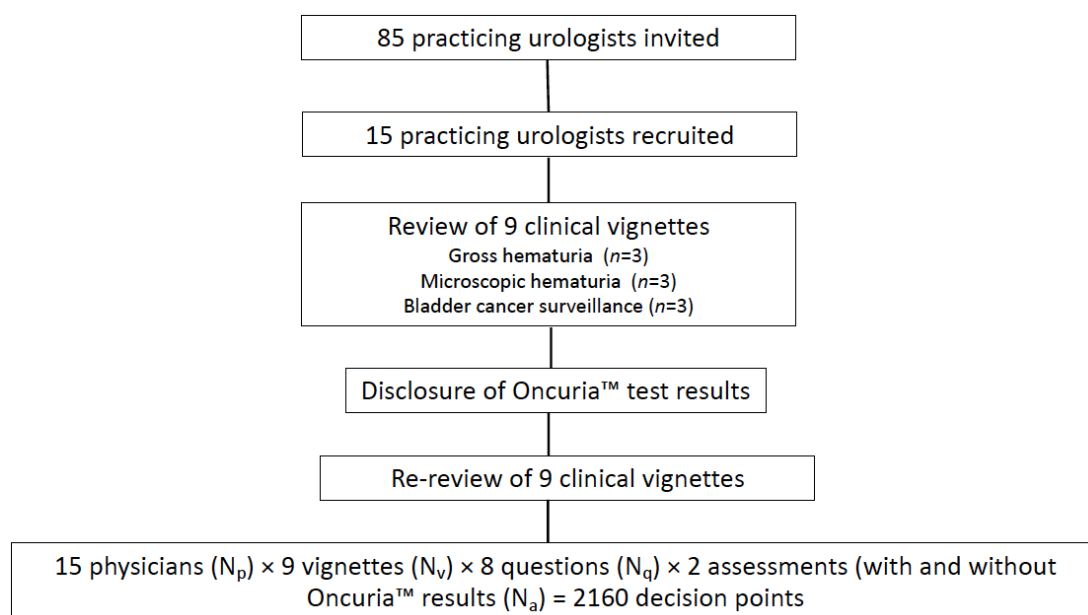 85 practicing urologists invited
15 practicing urologists recruited
Review of 9 clinical vignettes
Gross hematuria (n=3)
Microscopic hematuria (n=3)
Bladder cancer surveillance (n=3)
Disclosure of Oncuria™ test results
Re-review of 9 clinical vignettes
15 physicians (Np) × 9 vignettes (Nv) × 8 questions (Nq) × 2 assessments (with and without
Oncuria™ results (Na) = 2160 decision points